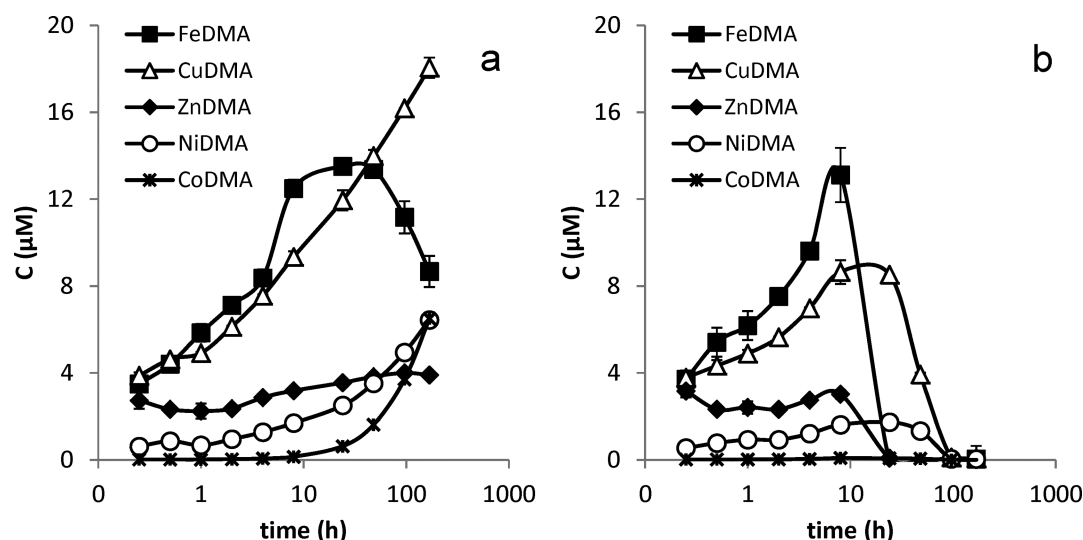 a
FeDMA
CuDMA
ZnDMA
NiDMA
CoDMA
C (µM)
20
16
12
8
4
0
0
1
10
100
1000
time (h)
b
FeDMA
CuDMA
ZnDMA
NiDMA
CoDMA
C (µM)
20
16
12
8
4
0
0
1
10
100
1000
time (h)